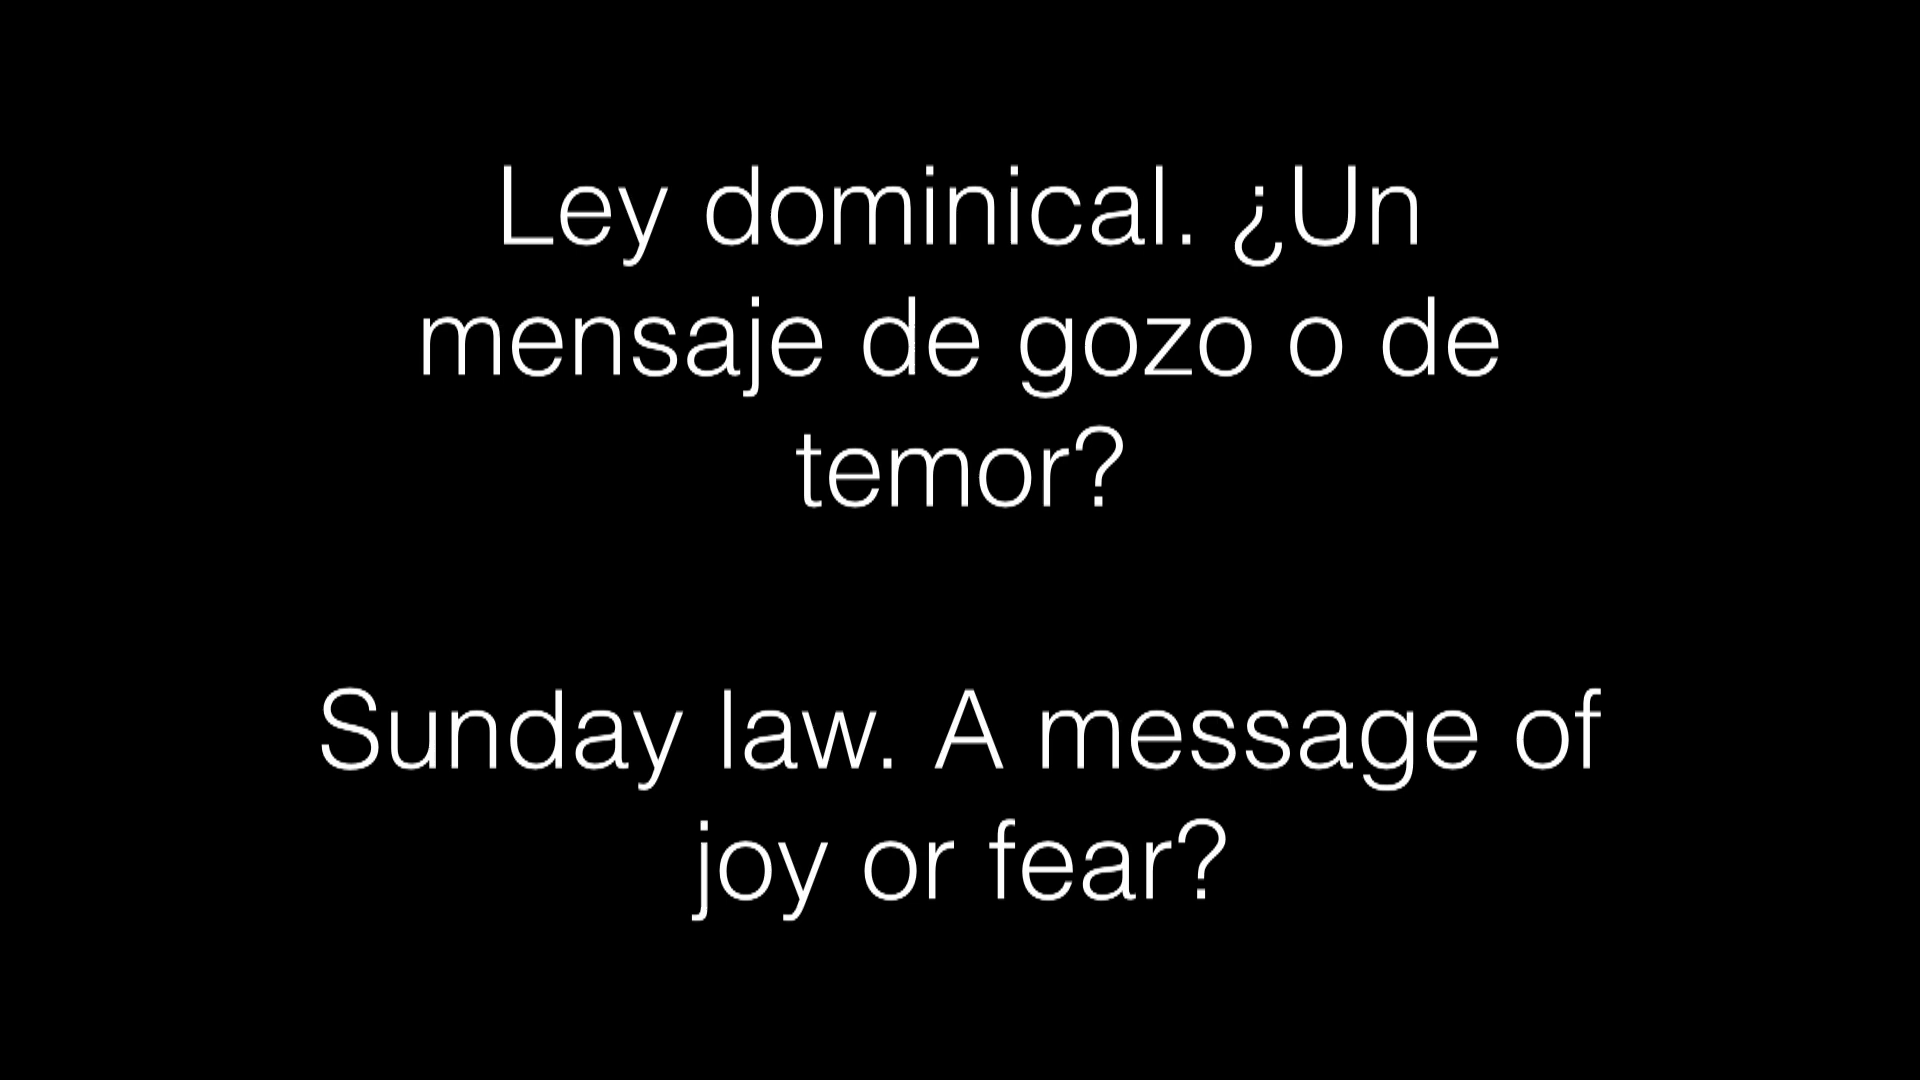 Ley dominical. ¿Un
mensaje de gozo o de
temor?
Sunday law. A message of
joy or fear?